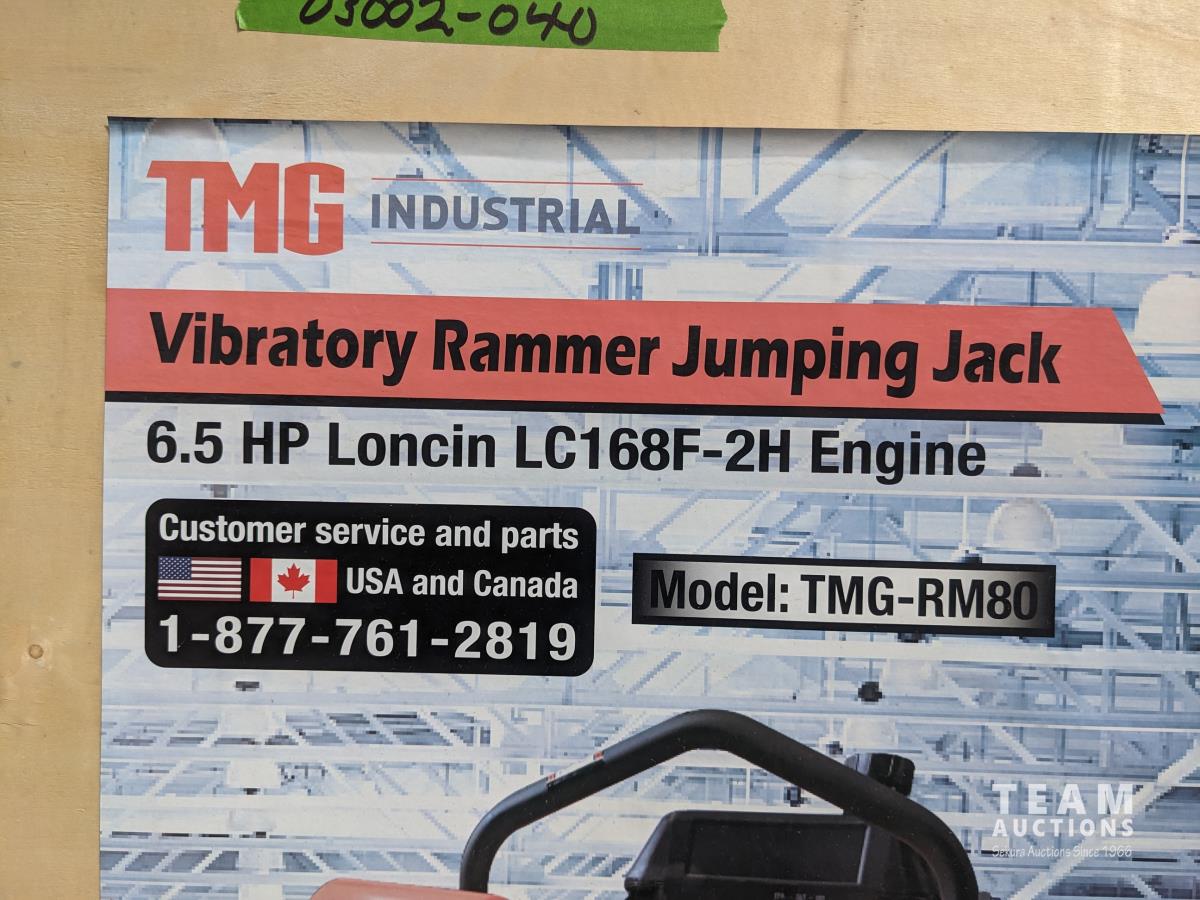 03002-040
TMG INDUSTRIAL
Vibratory Rammer Jumping Jack
6.5 HP Loncin LC168F-2H Engine
Customer service and parts
USA and Canada
1-877-761-2819
Model: TMG-RM80
TEAM
AUCTIONS
Sekura Auctions Since 1966